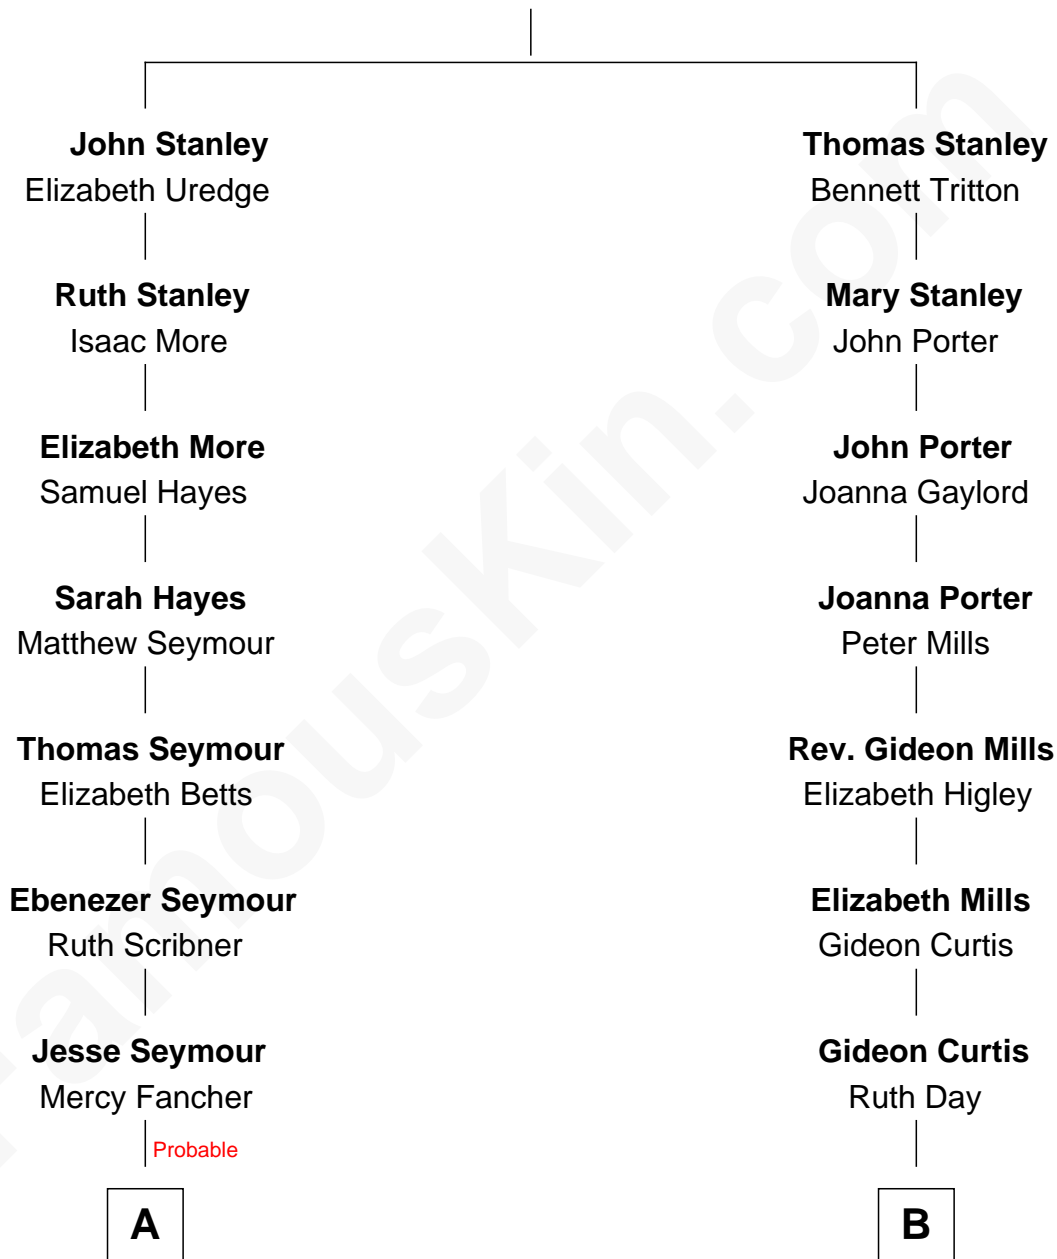 John Stanley
Elizabeth Uredge
Thomas Stanley
Bennett Tritton
Ruth Stanley
Isaac More
Mary Stanley
John Porter
Elizabeth More
Samuel Hayes
John Porter
Joanna Gaylord
Sarah Hayes
Matthew Seymour
Joanna Porter
Peter Mills
Thomas Seymour
Elizabeth Betts
Rev. Gideon Mills
Elizabeth Higley
Ebenezer Seymour
Ruth Scribner
Elizabeth Mills
Gideon Curtis
Jesse Seymour
Mercy Fancher
Gideon Curtis
Ruth Day
Probable
A
B
FamousKin.com